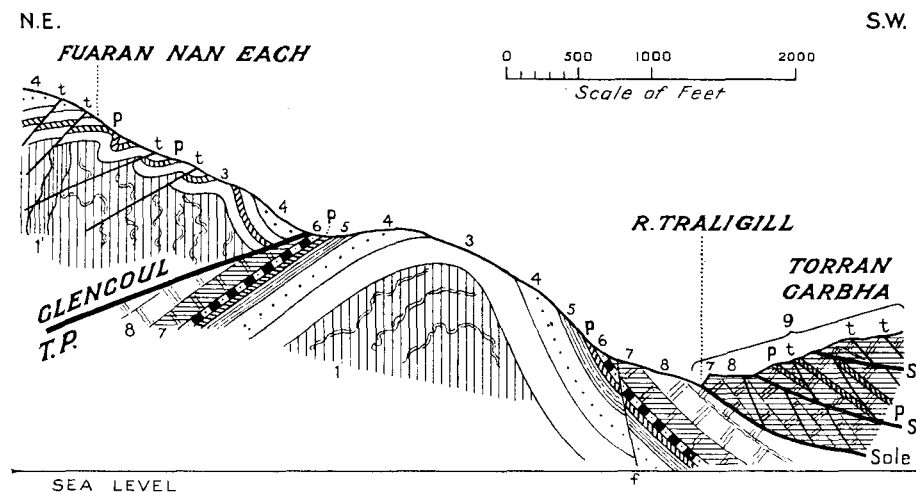 N.E.
S.W.
FUARAN NAN EACH
0 500 1000 2000
Scale of Feet
4 t t p t p t 3 4 6 p 5 4 3 4 5 p 6 7 8
R. TRALIGILL
TORRAN
GARBHA
9
7 8 p t t t
S
p
S
Sole
1
GLENCOUL
T.P.
8 7
1
f
SEA LEVEL